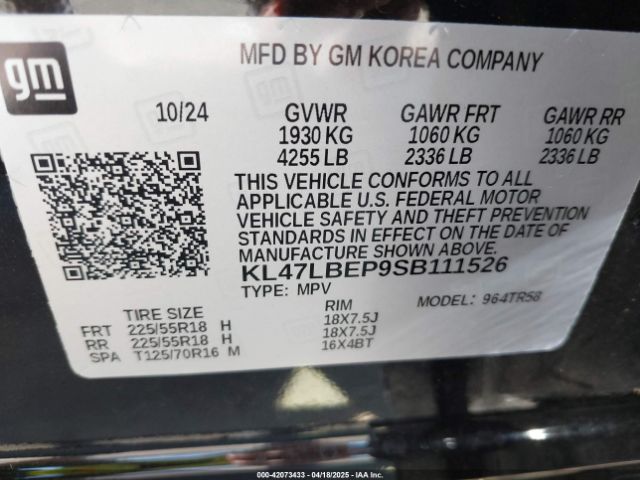 gm
MFD BY GM KOREA COMPANY
10/24 GVWR GAWR FRT GAWR RR
1930 KG 1060 KG 1060 KG
4255 LB 2336 LB 2336 LB
THIS VEHICLE CONFORMS TO ALL
APPLICABLE U.S. FEDERAL MOTOR
VEHICLE SAFETY AND THEFT PREVENTION
STANDARDS IN EFFECT ON THE DATE OF
MANUFACTURE SHOWN ABOVE.
KL47LBEP9SB111526
TYPE: MPV MODEL: 964TR58
TIRE SIZE RIM
FRT 225/55R18 H 18X7.5J
RR 225/55R18 H 18X7.5J
SPA T125/70R16 M 16X4BT
000-42073433 - 04/18/2025 - IAA Inc.